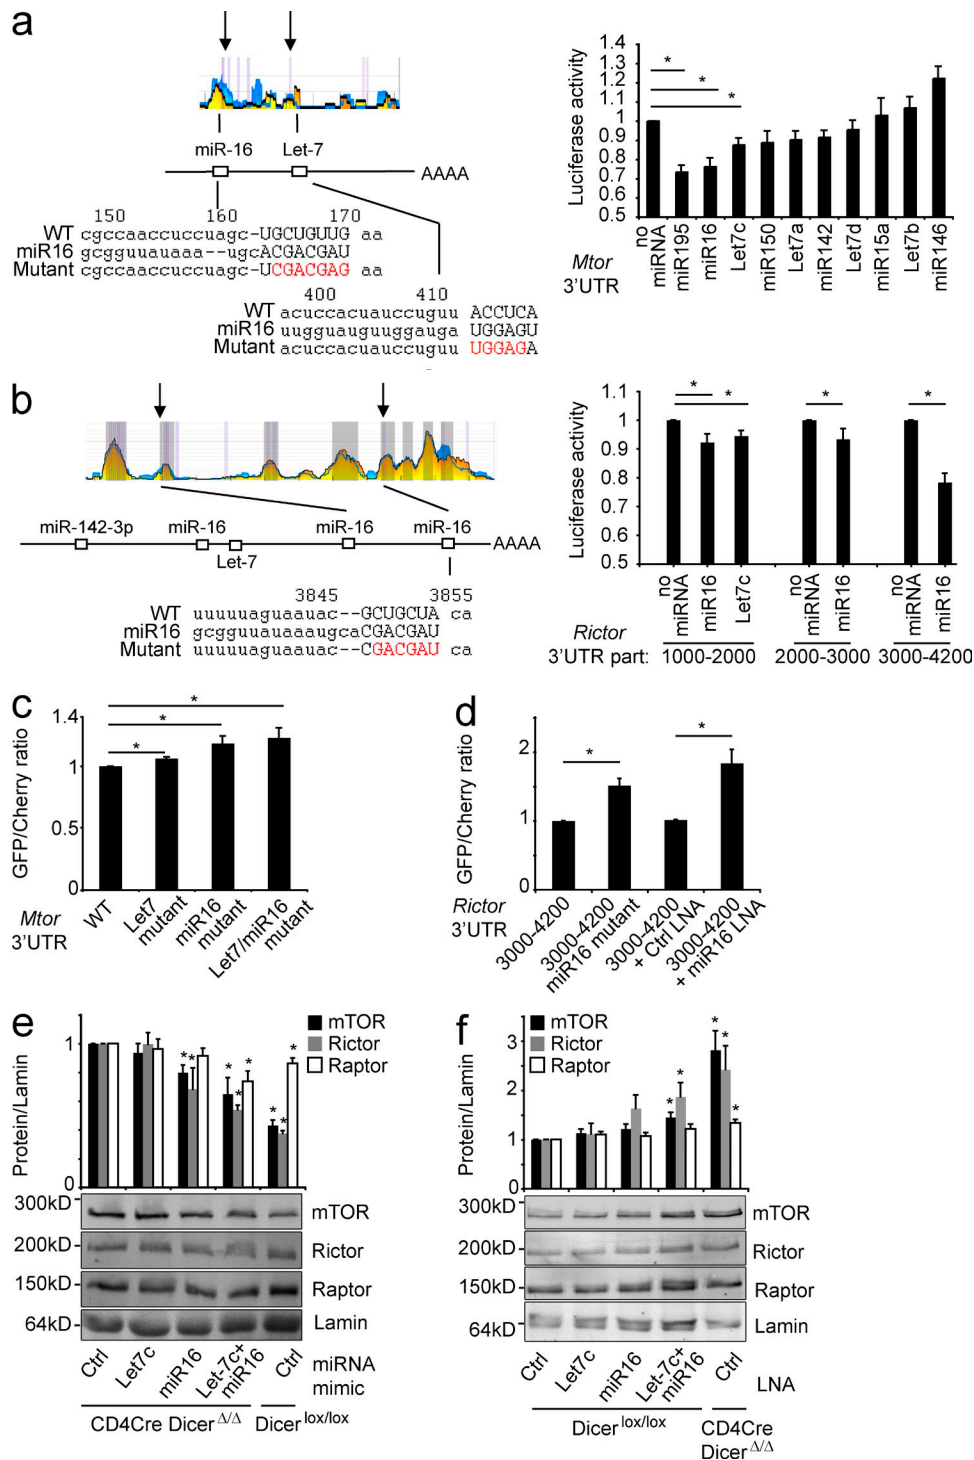 a
miR-16 Let-7
AAAA
150 160 170
WT cgccaaccuccuagc-UGCUGUUG aa
miR16 gcgguuauaaa--ugcACGACGAU
Mutant cgccaaccuccuagc-UCGACGAG aa
400 410
WT acuccacuauccuguu ACCUCA
miR16 uugguauguuggauga UGGAGU
Mutant acuccacuauccuguu UGGAGA
Luciferase activity
1.4
1.3
1.2
1.1
1
0.9
0.8
0.7
0.6
0.5
* * *
Mtor 3'UTR
no miRNA
miR195
miR16
Let7c
miR150
Let7a
miR142
Let7d
miR15a
Let7b
miR146
b
miR-142-3p miR-16 miR-16 miR-16
Let-7
AAAA
3845 3855
WT uuuuuaguaauac--GCUGCUA ca
miR16 gcgguuauaaaugcaCGACGAU
Mutant uuuuuaguaauac--CGACGAU ca
Luciferase activity
1.1
1
0.9
0.8
0.7
0.6
0.5
* * * *
no miRNA
miR16
Let7c
no miRNA
miR16
no miRNA
miR16
Rictor
3'UTR part: 1000-2000 2000-3000 3000-4200
c
GFP/Cherry ratio
1.4
1
0.5
0
* * *
Mtor 3'UTR
WT
Let7 mutant
miR16 mutant
Let7/miR16 mutant
d
GFP/Cherry ratio
2
1
0
* *
Rictor 3'UTR
3000-4200
3000-4200 miR16 mutant
3000-4200 + Ctrl LNA
3000-4200 + miR16 LNA
e
Protein/Lamin
1
0
mTOR
Rictor
Raptor
* * * * * * * *
300kD mTOR
200kD Rictor
150kD Raptor
64kD Lamin
Ctrl
Let7c
miR16
Let-7c+ miR16
Ctrl
miRNA mimic
CD4Cre Dicer Δ/Δ Dicer lox/lox
f
Protein/Lamin
3
2
1
0
mTOR
Rictor
Raptor
* * * * *
300kD mTOR
200kD Rictor
150kD Raptor
64kD Lamin
Ctrl
Let7c
miR16
Let-7c+ miR16
Ctrl
LNA
Dicer lox/lox CD4Cre
Dicer Δ/Δ